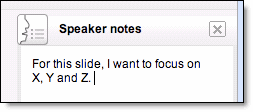 Speaker notes
For this slide, I want to focus on
X, Y and Z.